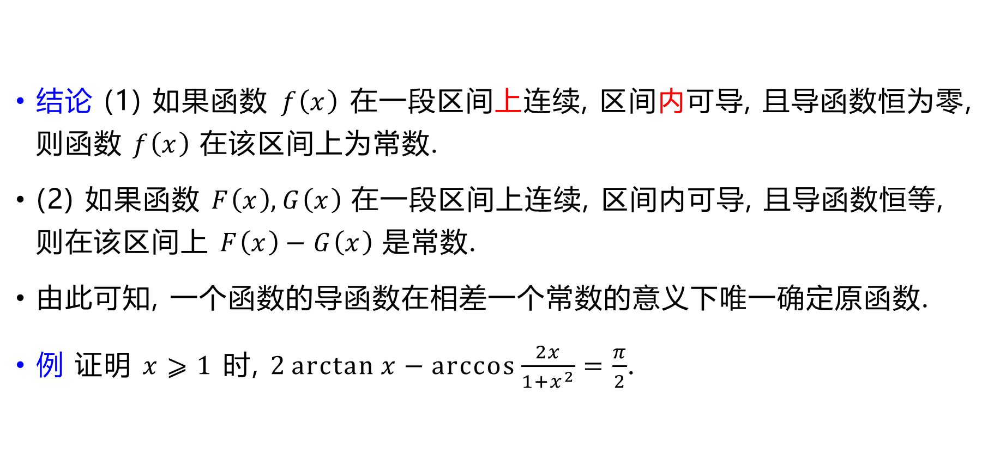 • 结论 (1) 如果函数 f(x) 在一段区间上连续, 区间内可导, 且导函数恒为零,
则函数 f(x) 在该区间上为常数.
• (2) 如果函数 F(x), G(x) 在一段区间上连续, 区间内可导, 且导函数恒等,
则在该区间上 F(x) − G(x) 是常数.
• 由此可知, 一个函数的导函数在相差一个常数的意义下唯一确定原函数.
• 例 证明 x ⩾ 1 时, 2 arctan x − arccos \frac{2x}{1+x^2} = \frac{π}{2}.